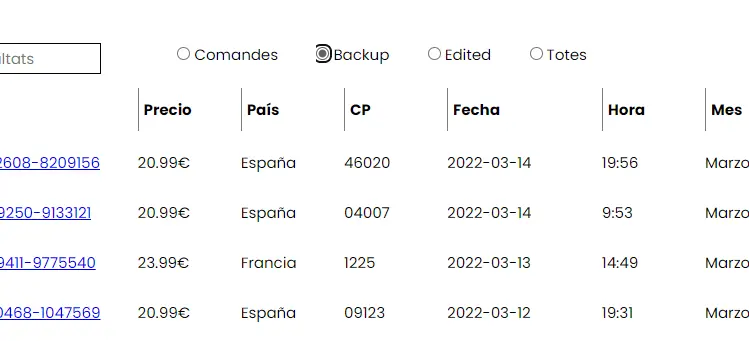 ltats Comandes Backup Edited Totes
Precio País CP Fecha Hora Mes
2608-8209156 20.99€ España 46020 2022-03-14 19:56 Marzo
9250-9133121 20.99€ España 04007 2022-03-14 9:53 Marzo
9411-9775540 23.99€ Francia 1225 2022-03-13 14:49 Marzo
0468-1047569 20.99€ España 09123 2022-03-12 19:31 Marzo